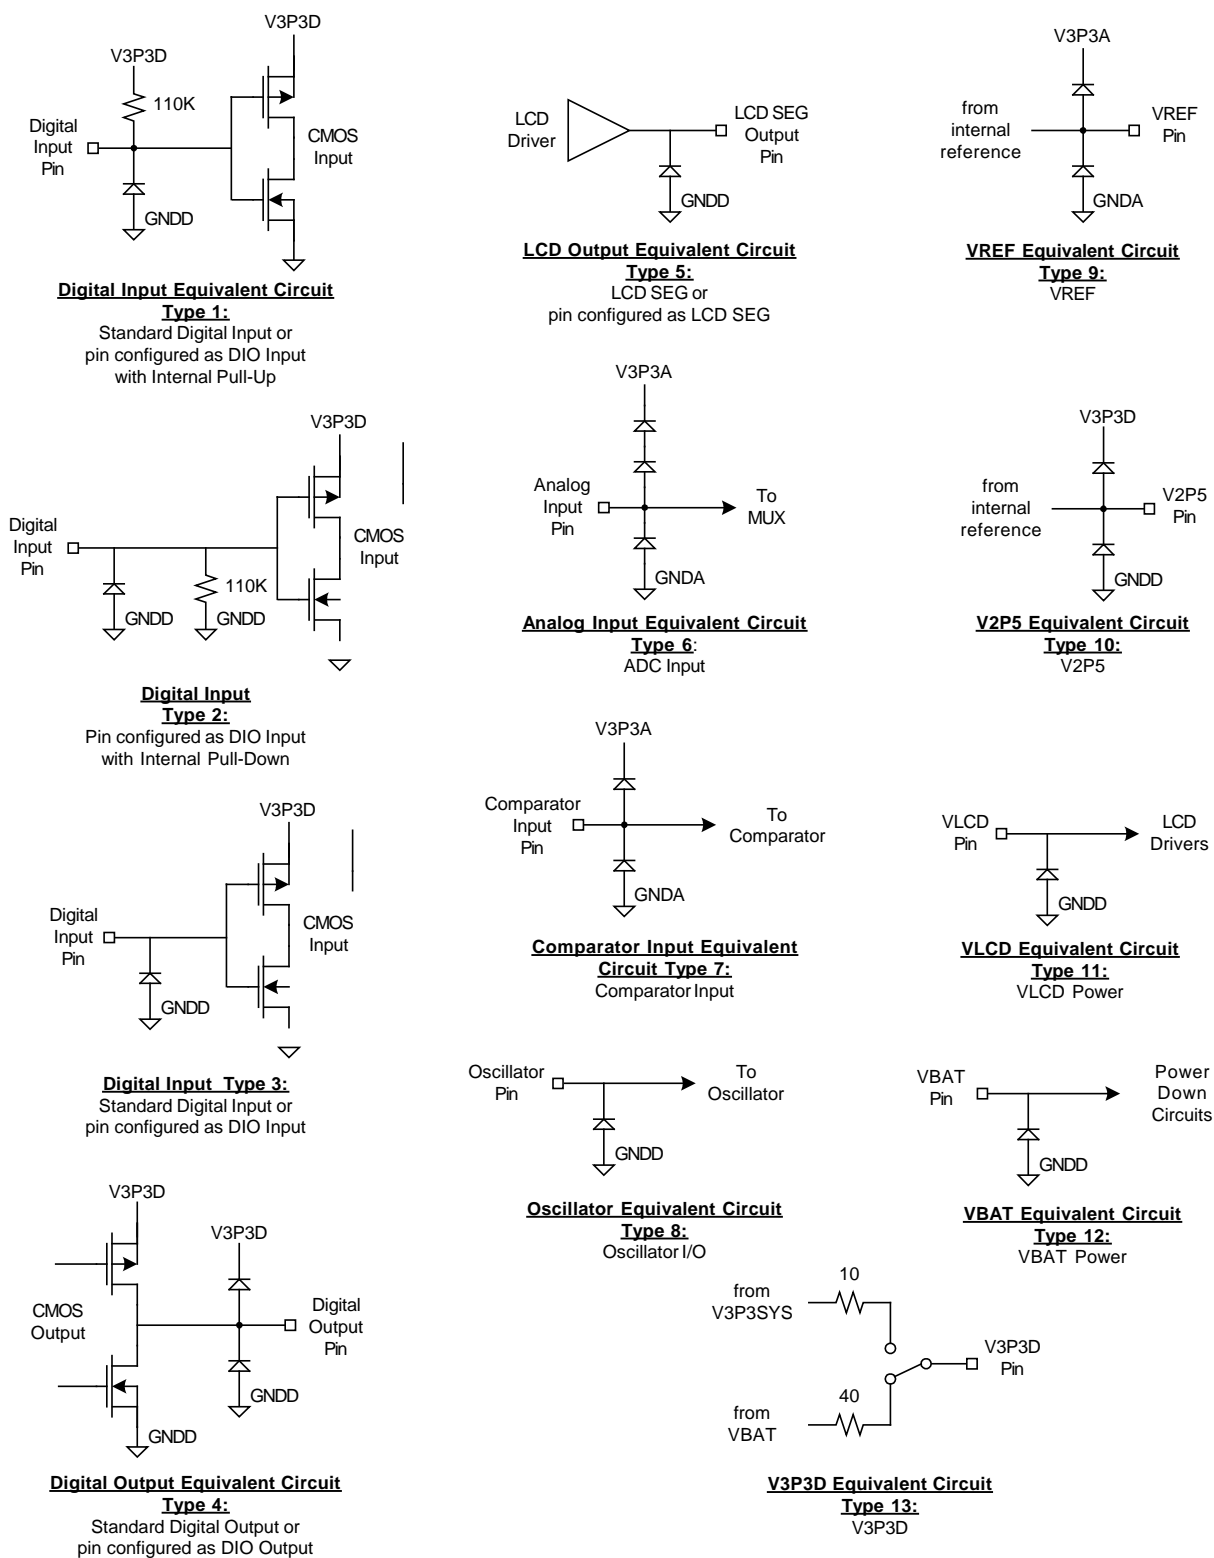 V3P3D
V3P3D
110K
Digital
Input
Pin
CMOS
Input
GNDD
Digital Input Equivalent Circuit
Type 1:
Standard Digital Input or
pin configured as DIO Input
with Internal Pull-Up
V3P3D
Digital
Input
Pin
CMOS
Input
110K
GNDD
GNDD
Digital Input
Type 2:
Pin configured as DIO Input
with Internal Pull-Down
V3P3D
Digital
Input
Pin
CMOS
Input
GNDD
Digital Input Type 3:
Standard Digital Input or
pin configured as DIO Input
V3P3D
V3P3D
CMOS
Output
Digital
Output
Pin
GNDD
GNDD
Digital Output Equivalent Circuit
Type 4:
Standard Digital Output or
pin configured as DIO Output
LCD
Driver
LCD SEG
Output
Pin
GNDD
LCD Output Equivalent Circuit
Type 5:
LCD SEG or
pin configured as LCD SEG
V3P3A
Analog
Input
Pin
To
MUX
GNDA
Analog Input Equivalent Circuit
Type 6:
ADC Input
V3P3A
Comparator
Input
Pin
To
Comparator
GNDA
Comparator Input Equivalent
Circuit Type 7:
Comparator Input
Oscillator
Pin
To
Oscillator
GNDD
Oscillator Equivalent Circuit
Type 8:
Oscillator I/O
V3P3A
from
internal
reference
VREF
Pin
GNDA
VREF Equivalent Circuit
Type 9:
VREF
V3P3D
from
internal
reference
V2P5
Pin
GNDD
V2P5 Equivalent Circuit
Type 10:
V2P5
VLCD
Pin
LCD
Drivers
GNDD
VLCD Equivalent Circuit
Type 11:
VLCD Power
VBAT
Pin
Power
Down
Circuits
GNDD
VBAT Equivalent Circuit
Type 12:
VBAT Power
10
from
V3P3SYS
V3P3D
Pin
40
from
VBAT
V3P3D Equivalent Circuit
Type 13:
V3P3D